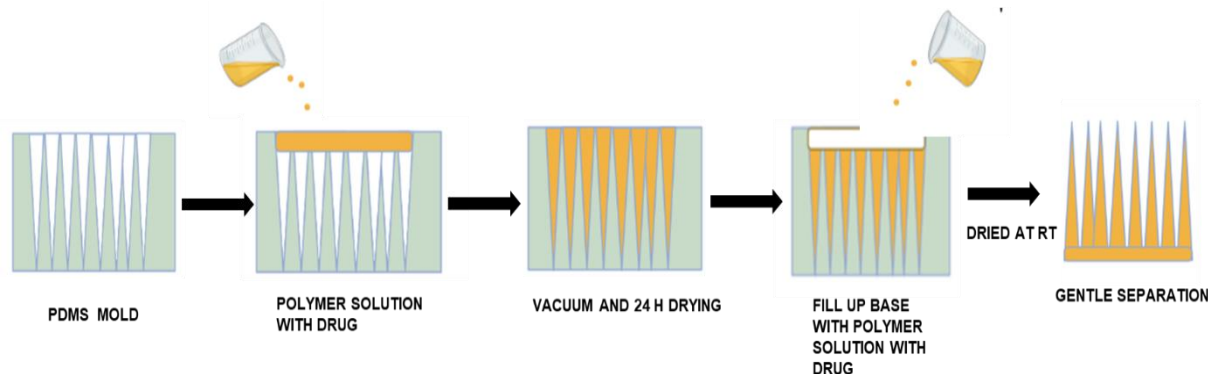 PDMS MOLD
POLYMER SOLUTION
WITH DRUG
VACUUM AND 24 H DRYING
FILL UP BASE
WITH POLYMER
SOLUTION WITH
DRUG
DRIED AT RT
GENTLE SEPARATION